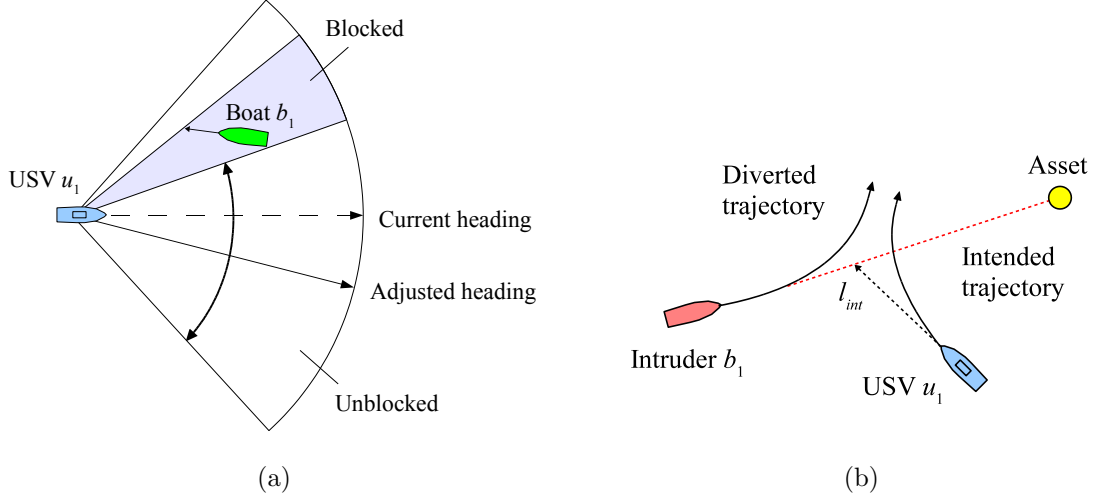 Blocked
Boat b₁
USV u₁
Current heading
Adjusted heading
Unblocked
(a)
Asset
Diverted
trajectory
Intended
trajectory
l_int
Intruder b₁
USV u₁
(b)